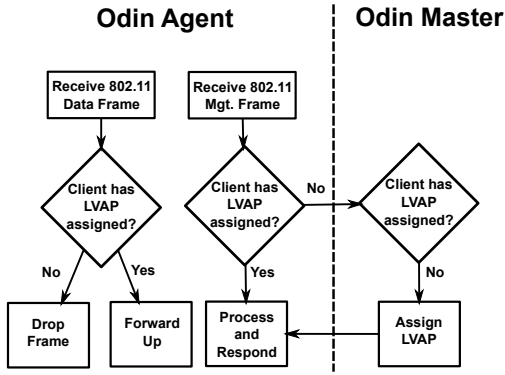 Odin Agent
Odin Master
Receive 802.11
Data Frame
Receive 802.11
Mgt. Frame
Client has
LVAP
assigned?
Client has
LVAP
assigned?
No
Client has
LVAP
assigned?
No
Yes
Yes
No
Drop
Frame
Forward
Up
Process
and
Respond
Assign
LVAP